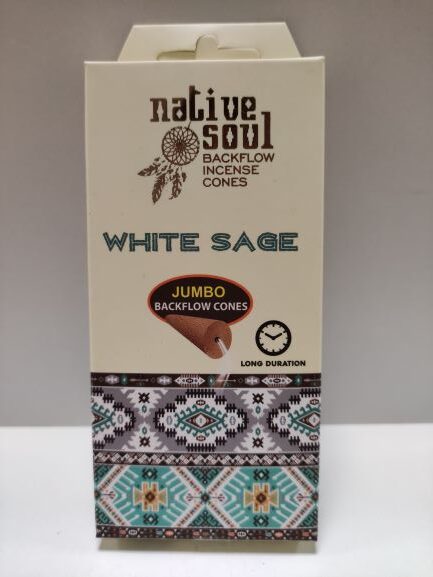 native
soul
BACKFLOW
INCENSE
CONES
WHITE SAGE
JUMBO
BACKFLOW CONES
LONG DURATION